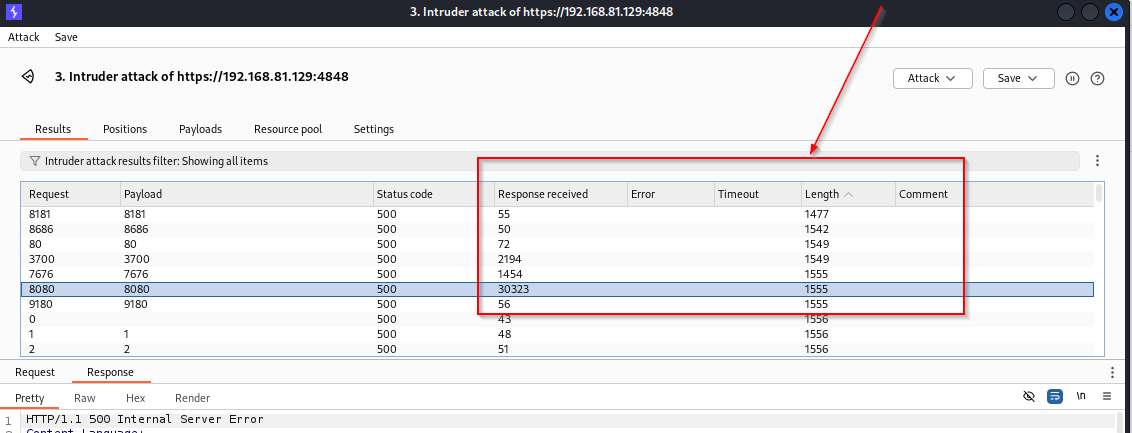 3. Intruder attack of https://192.168.81.129:4848
Attack Save
3. Intruder attack of https://192.168.81.129:4848
Attack Save
Results Positions Payloads Resource pool Settings
Intruder attack results filter: Showing all items
Request Payload Status code Response received Error Timeout Length Comment
8181 8181 500 55 1477
8686 8686 500 50 1542
80 80 500 72 1549
3700 3700 500 2194 1549
7676 7676 500 1454 1555
8080 8080 500 30323 1555
9180 9180 500 56 1555
0 500 43 1556
1 1 500 48 1556
2 2 500 51 1556
Request Response
Pretty Raw Hex Render
\n
1 HTTP/1.1 500 Internal Server Error
Content-Language: